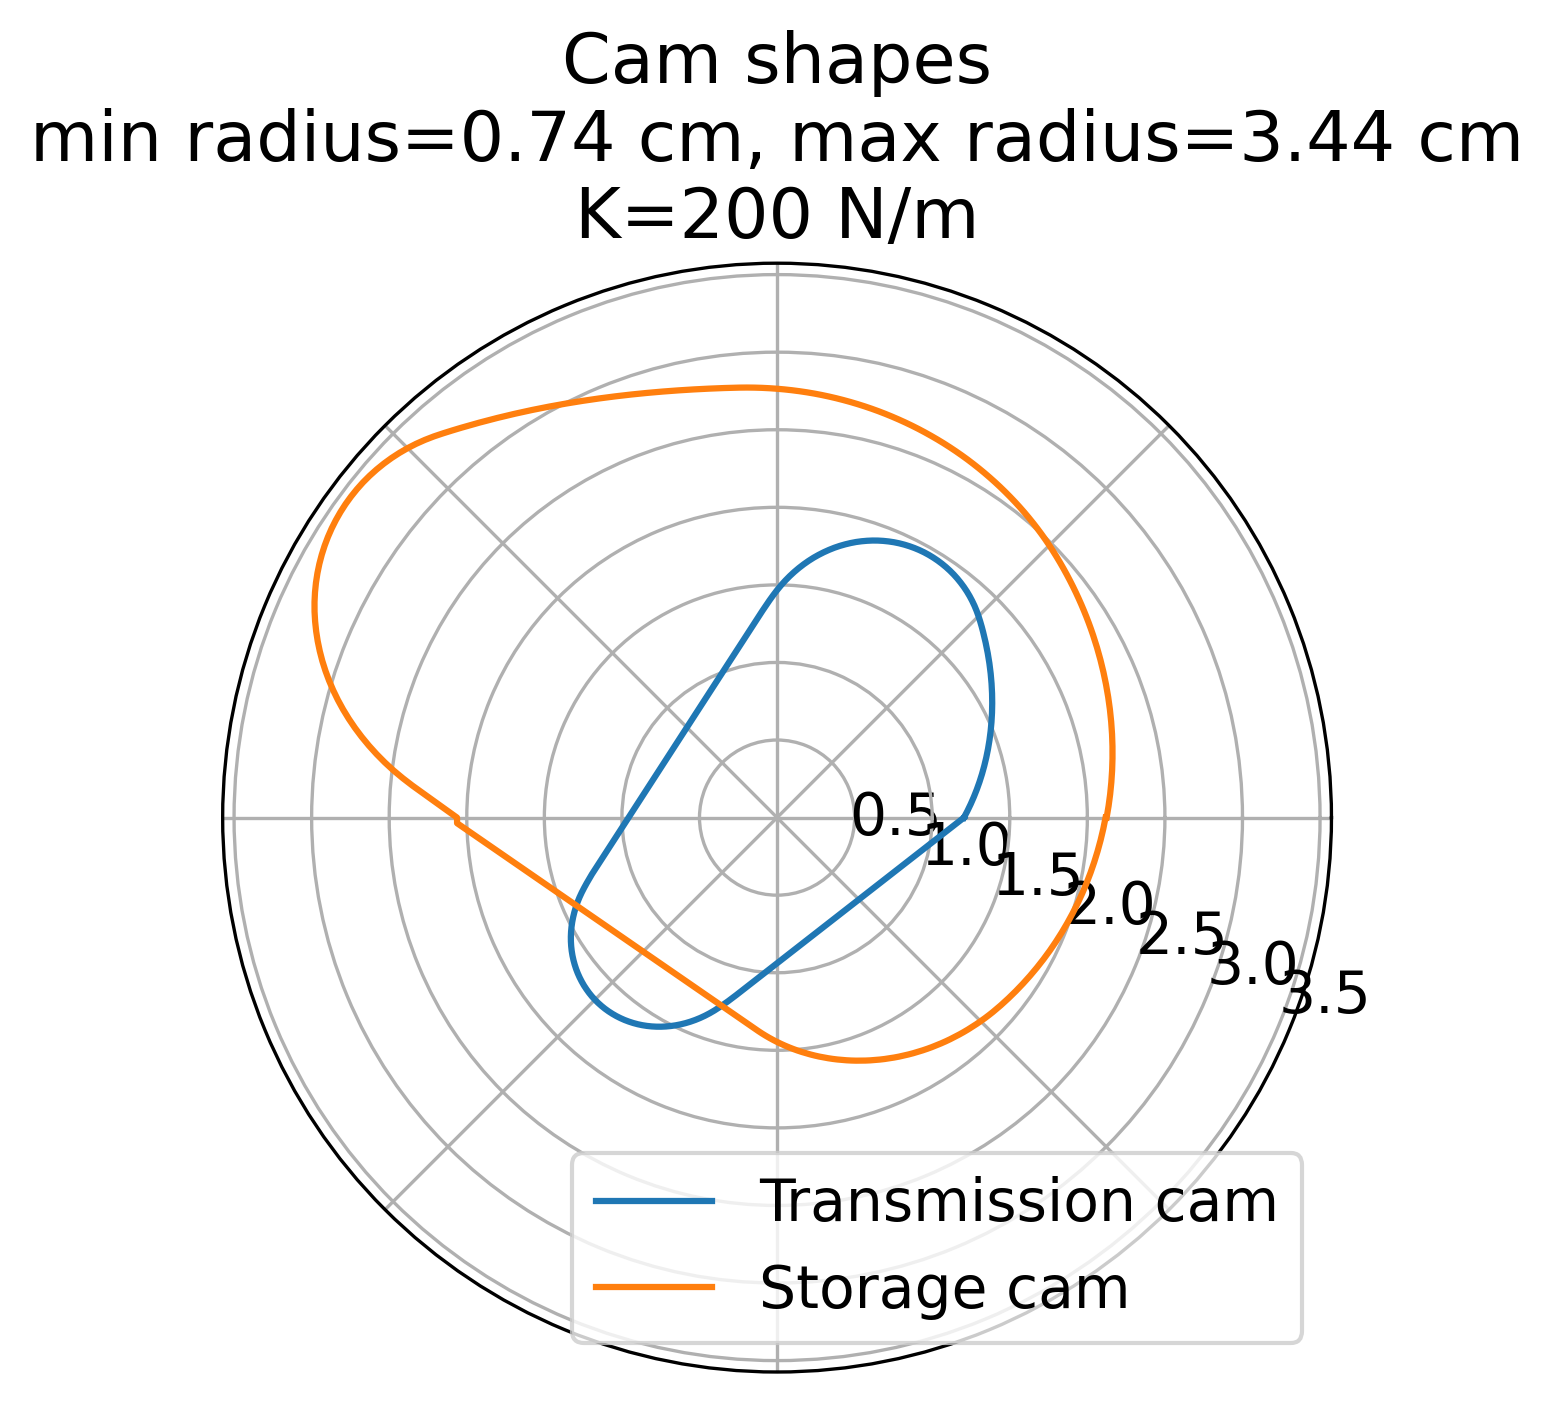 Cam shapes
min radius=0.74 cm, max radius=3.44 cm
K=200 N/m
0.5
1.0
1.5
2.0
2.5
3.0
3.5
Transmission cam
Storage cam